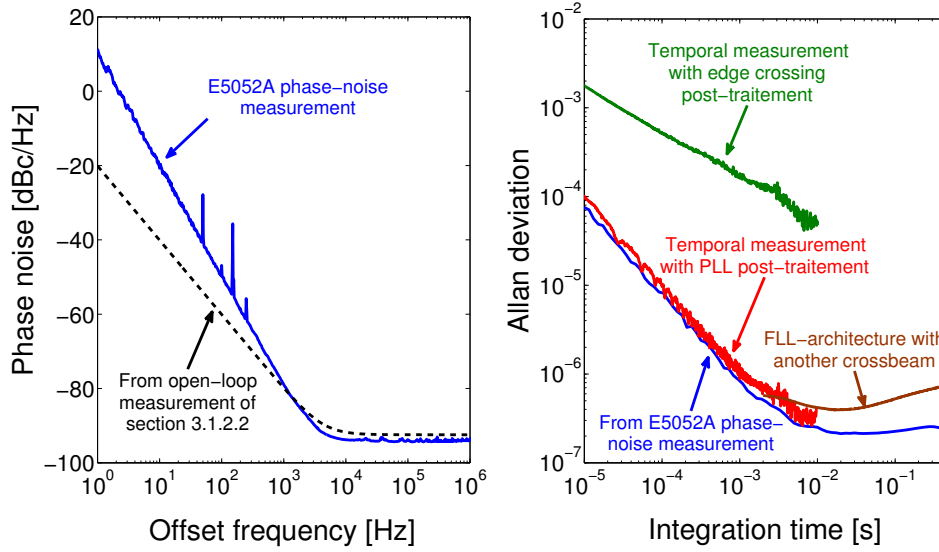 20
0
−20
−40
−60
−80
−100
Phase noise [dBc/Hz]
E5052A phase−noise
measurement
From open−loop
measurement of
section 3.1.2.2
10^0
10^1
10^2
10^3
10^4
10^5
10^6
Offset frequency [Hz]
10^−2
10^−3
10^−4
10^−5
10^−6
10^−7
Allan deviation
Temporal measurement
with edge crossing
post−traitement
Temporal measurement
with PLL post−traitement
FLL−architecture with
another crossbeam
From E5052A phase−
noise measurement
10^−5
10^−4
10^−3
10^−2
10^−1
Integration time [s]